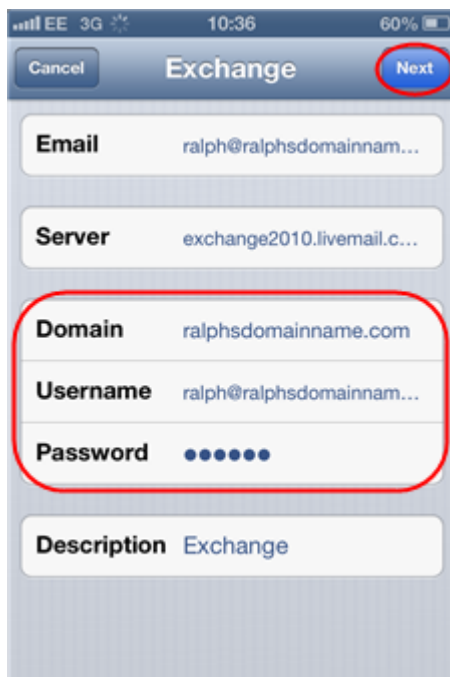 EE 3G 10:36 60%
Cancel Exchange Next
Email ralph@ralphsdomainnam...
Server exchange2010.livemail.c...
Domain ralphsdomainname.com
Username ralph@ralphsdomainnam...
Password ●●●●●●
Description Exchange